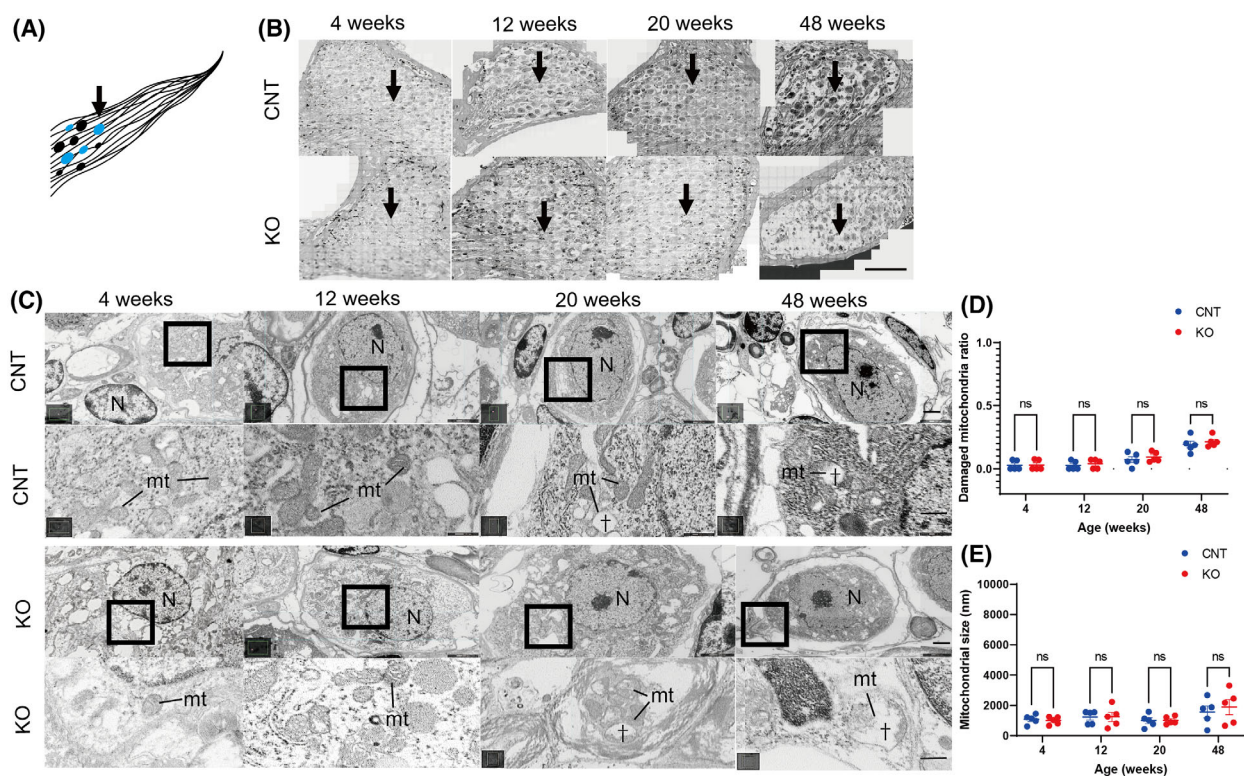 (A)
(B)
4 weeks 12 weeks 20 weeks 48 weeks
CNT
KO
(C)
4 weeks 12 weeks 20 weeks 48 weeks
CNT
N N N N
CNT
mt mt mt † mt †
KO
N N N N
KO
mt mt mt † mt †
(D)
CNT
KO
Damaged mitochondria ratio
1.0
0.5
0.0
ns ns ns ns
4 12 20 48
Age (weeks)
(E)
CNT
KO
Mitochondrial size (nm)
10000
8000
6000
4000
2000
0
ns ns ns ns
4 12 20 48
Age (weeks)